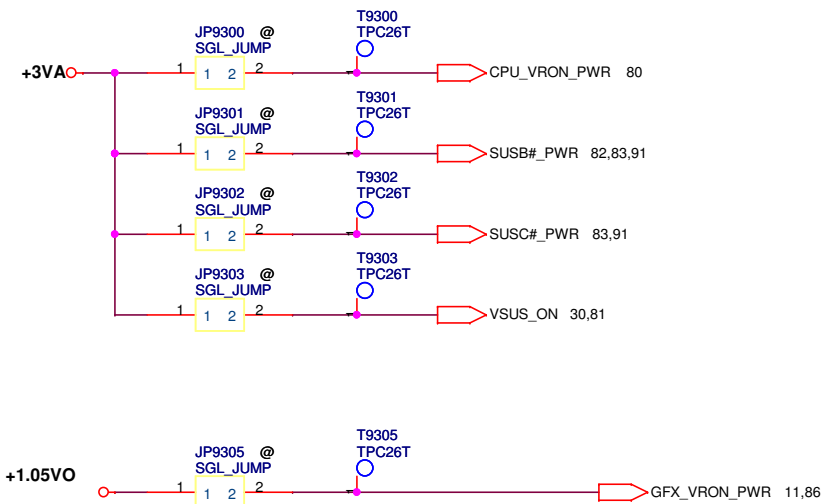 JP9300 @
SGL_JUMP
T9300
TPC26T
+3VA
1 1 2 2
CPU_VRON_PWR 80
JP9301 @
SGL_JUMP
T9301
TPC26T
1 1 2 2
SUSB#_PWR 82,83,91
JP9302 @
SGL_JUMP
T9302
TPC26T
1 1 2 2
SUSC#_PWR 83,91
JP9303 @
SGL_JUMP
T9303
TPC26T
1 1 2 2
VSUS_ON 30,81
JP9305 @
SGL_JUMP
T9305
TPC26T
+1.05VO
1 1 2 2
GFX_VRON_PWR 11,86